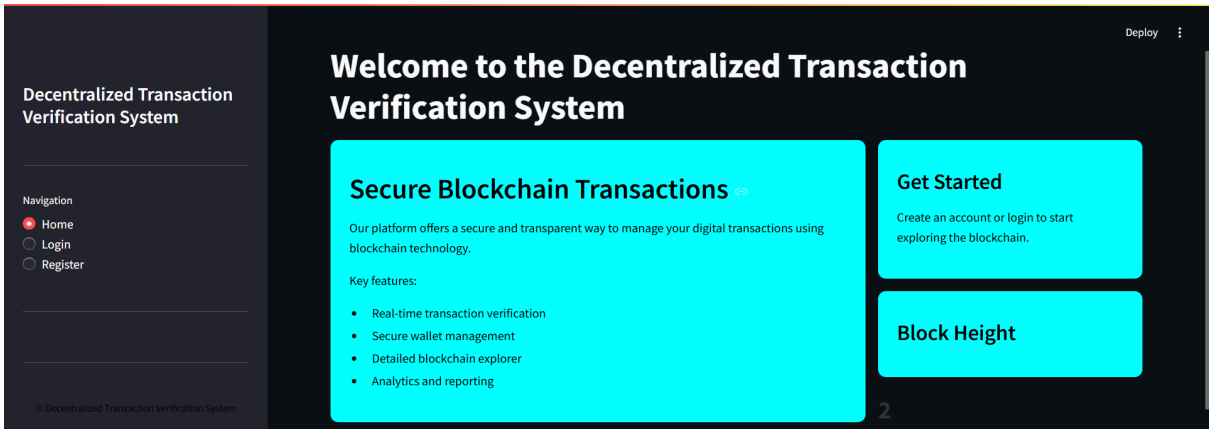 Deploy
Decentralized Transaction
Verification System
Navigation
Home
Login
Register
© Decentralized Transaction Verification System
Welcome to the Decentralized Transaction
Verification System
Secure Blockchain Transactions
Our platform offers a secure and transparent way to manage your digital transactions using
blockchain technology.
Key features:
• Real-time transaction verification
• Secure wallet management
• Detailed blockchain explorer
• Analytics and reporting
Get Started
Create an account or login to start
exploring the blockchain.
Block Height
2